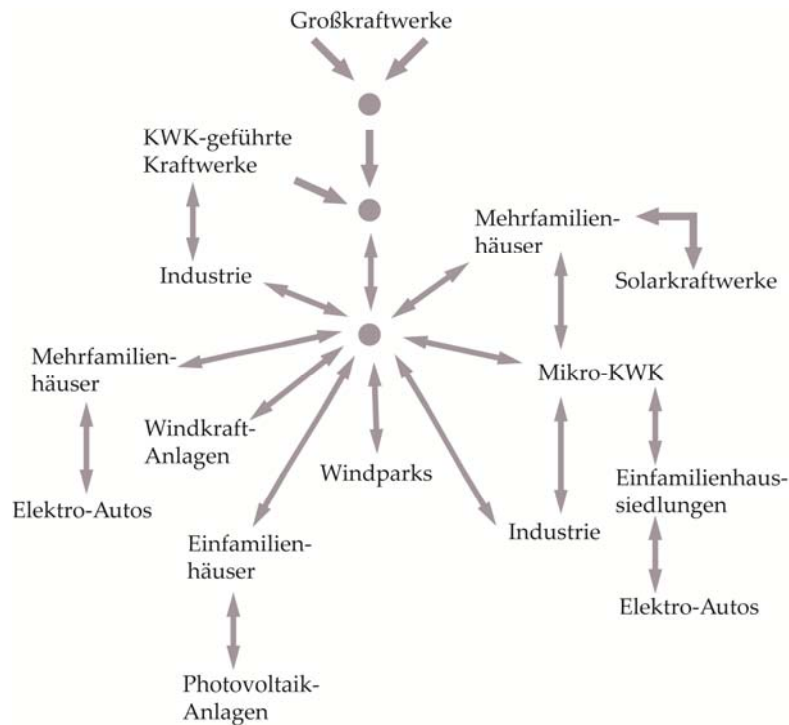 Großkraftwerke
KWK-geführte
Kraftwerke
Mehrfamilien-
häuser
Industrie
Solarkraftwerke
Mehrfamilien-
häuser
Mikro-KWK
Windkraft-
Anlagen
Windparks
Einfamilienhaus-
siedlungen
Elektro-Autos
Einfamilien-
häuser
Industrie
Elektro-Autos
Photovoltaik-
Anlagen